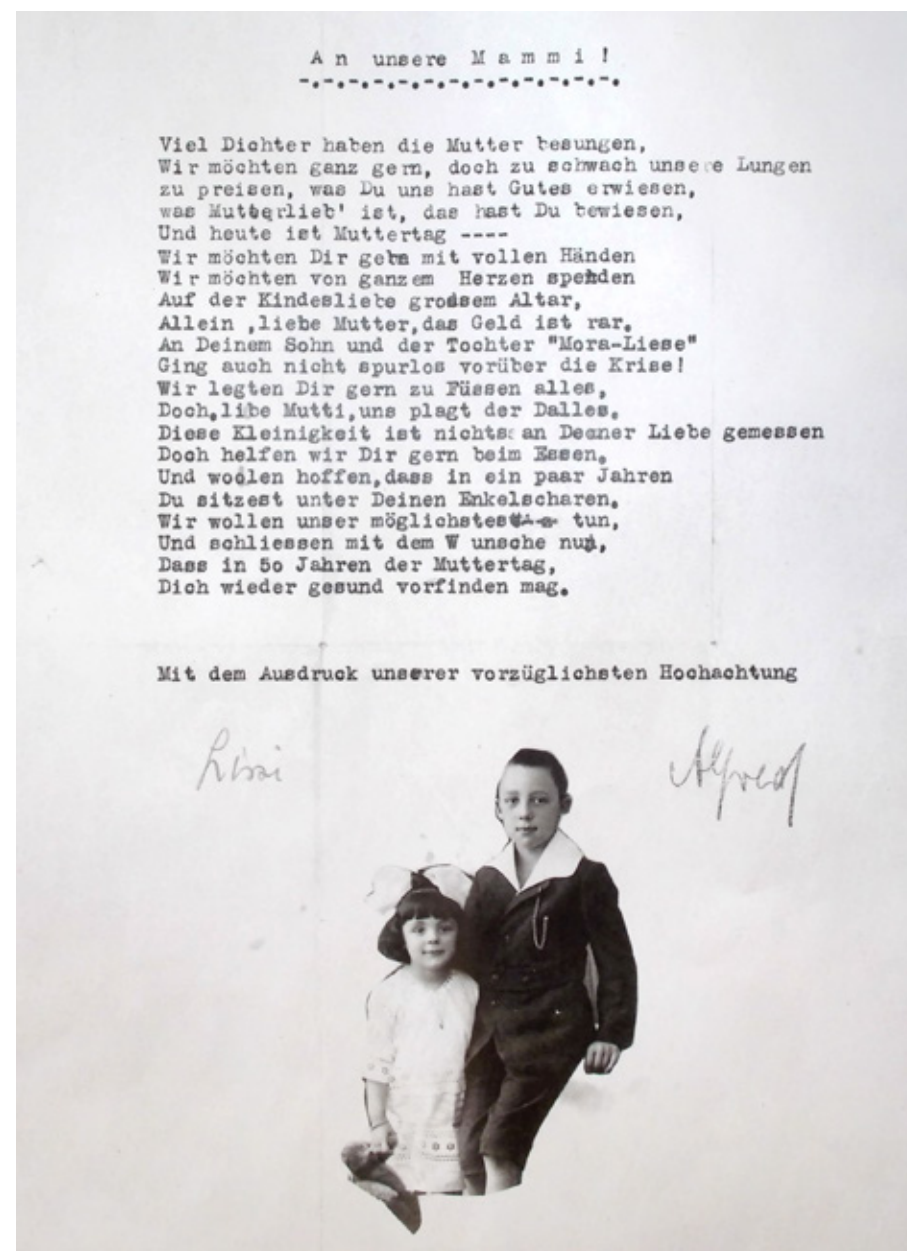 An unsere Mammi!
Viel Dichter haben die Mutter besungen,
Wir möchten ganz gern, doch zu schwach unsere Lungen
zu preisen, was Du uns hast Gutes erwiesen,
was Mutterlieb' ist, das hast Du bewiesen,
Und heute ist Muttertag ----
Wir möchten Dir gebn mit vollen Händen
Wir möchten von ganzem Herzen spenden
Auf der Kindesliebe grossem Altar,
Allein ,liebe Mutter,das Geld ist rar.
An Deinem Sohn und der Tochter "Mora-Liese"
Ging auch nicht spurlos vorüber die Krise!
Wir legten Dir gern zu Füssen alles,
Doch,libe Mutti,uns plagt der Dalles.
Diese Kleinigkeit ist nichts an Deener Liebe gemessen
Doch helfen wir Dir gern beim Essen.
Und woolen hoffen,dass in ein paar Jahren
Du sitzest unter Deinen Enkelscharen.
Wir wollen unser möglichstes tun,
Und schliessen mit dem W unsche nun,
Dass in 5o Jahren der Muttertag,
Dich wieder gesund vorfinden mag.
Mit dem Ausdruck unserer vorzüglichsten Hochachtung
Lissi
Alfred